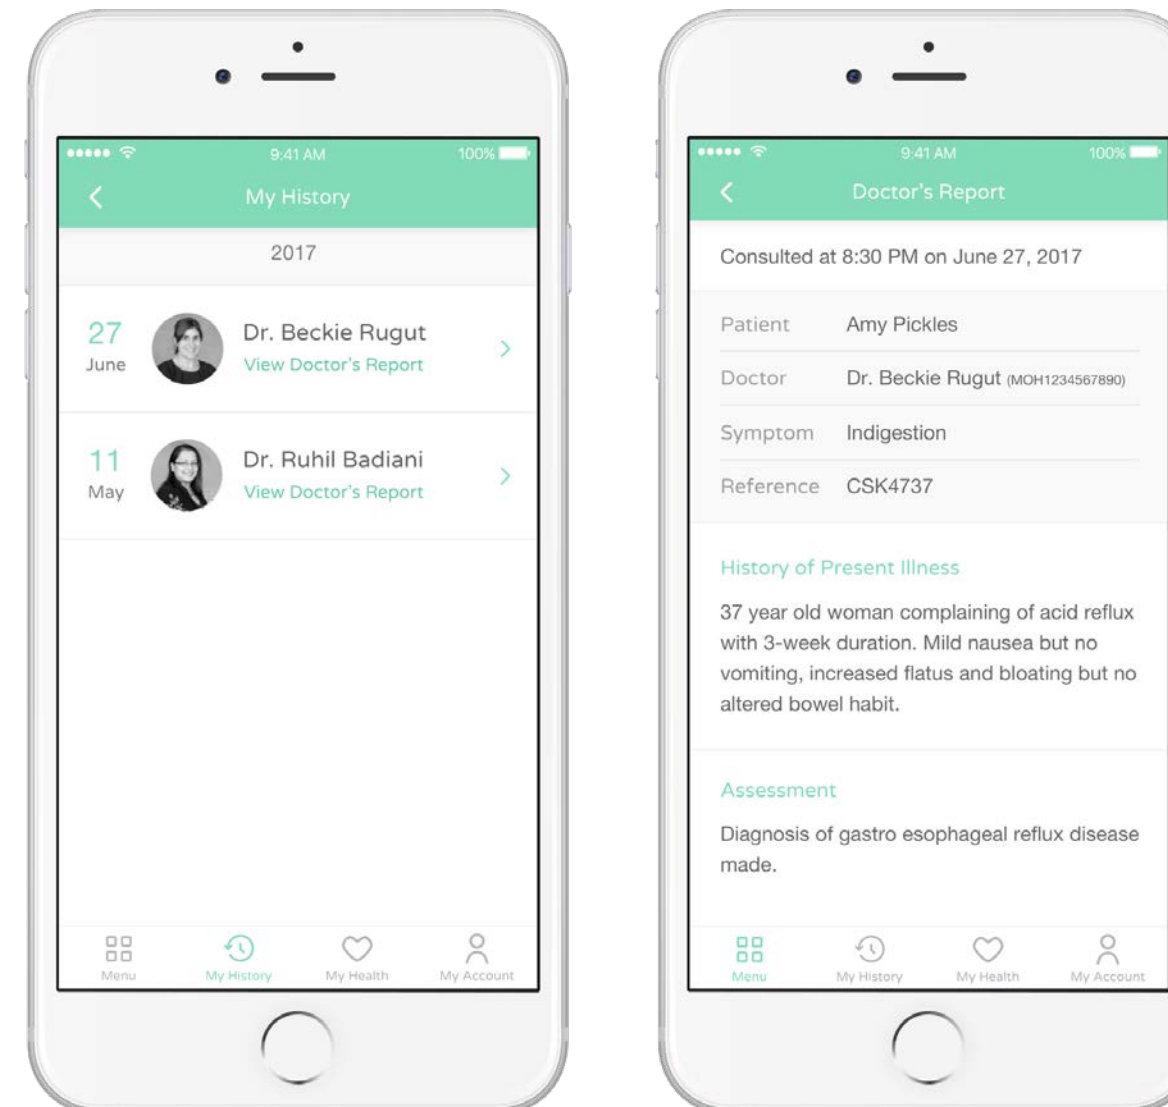 9:41 AM
100%
My History
2017
27
June
Dr. Beckie Rugut
View Doctor's Report
11
May
Dr. Ruhil Badiani
View Doctor's Report
Menu
My History
My Health
My Account
9:41 AM
100%
Doctor's Report
Consulted at 8:30 PM on June 27, 2017
Patient Amy Pickles
Doctor Dr. Beckie Rugut (MOH1234567890)
Symptom Indigestion
Reference CSK4737
History of Present Illness
37 year old woman complaining of acid reflux
with 3-week duration. Mild nausea but no
vomiting, increased flatus and bloating but no
altered bowel habit.
Assessment
Diagnosis of gastro esophageal reflux disease
made.
Menu
My History
My Health
My Account